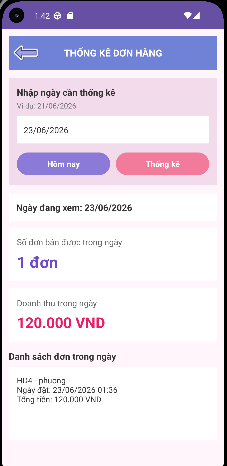 1:42
THỐNG KÊ ĐƠN HÀNG
Nhập ngày cần thống kê
Ví dụ: 21/06/2026
23/06/2026
Hôm nay
Thống kê
Ngày đang xem: 23/06/2026
Số đơn bán được trong ngày
1 đơn
Doanh thu trong ngày
120.000 VND
Danh sách đơn trong ngày
HD4 - phuong
Ngày đặt: 23/06/2026 01:36
Tổng tiền: 120.000 VND